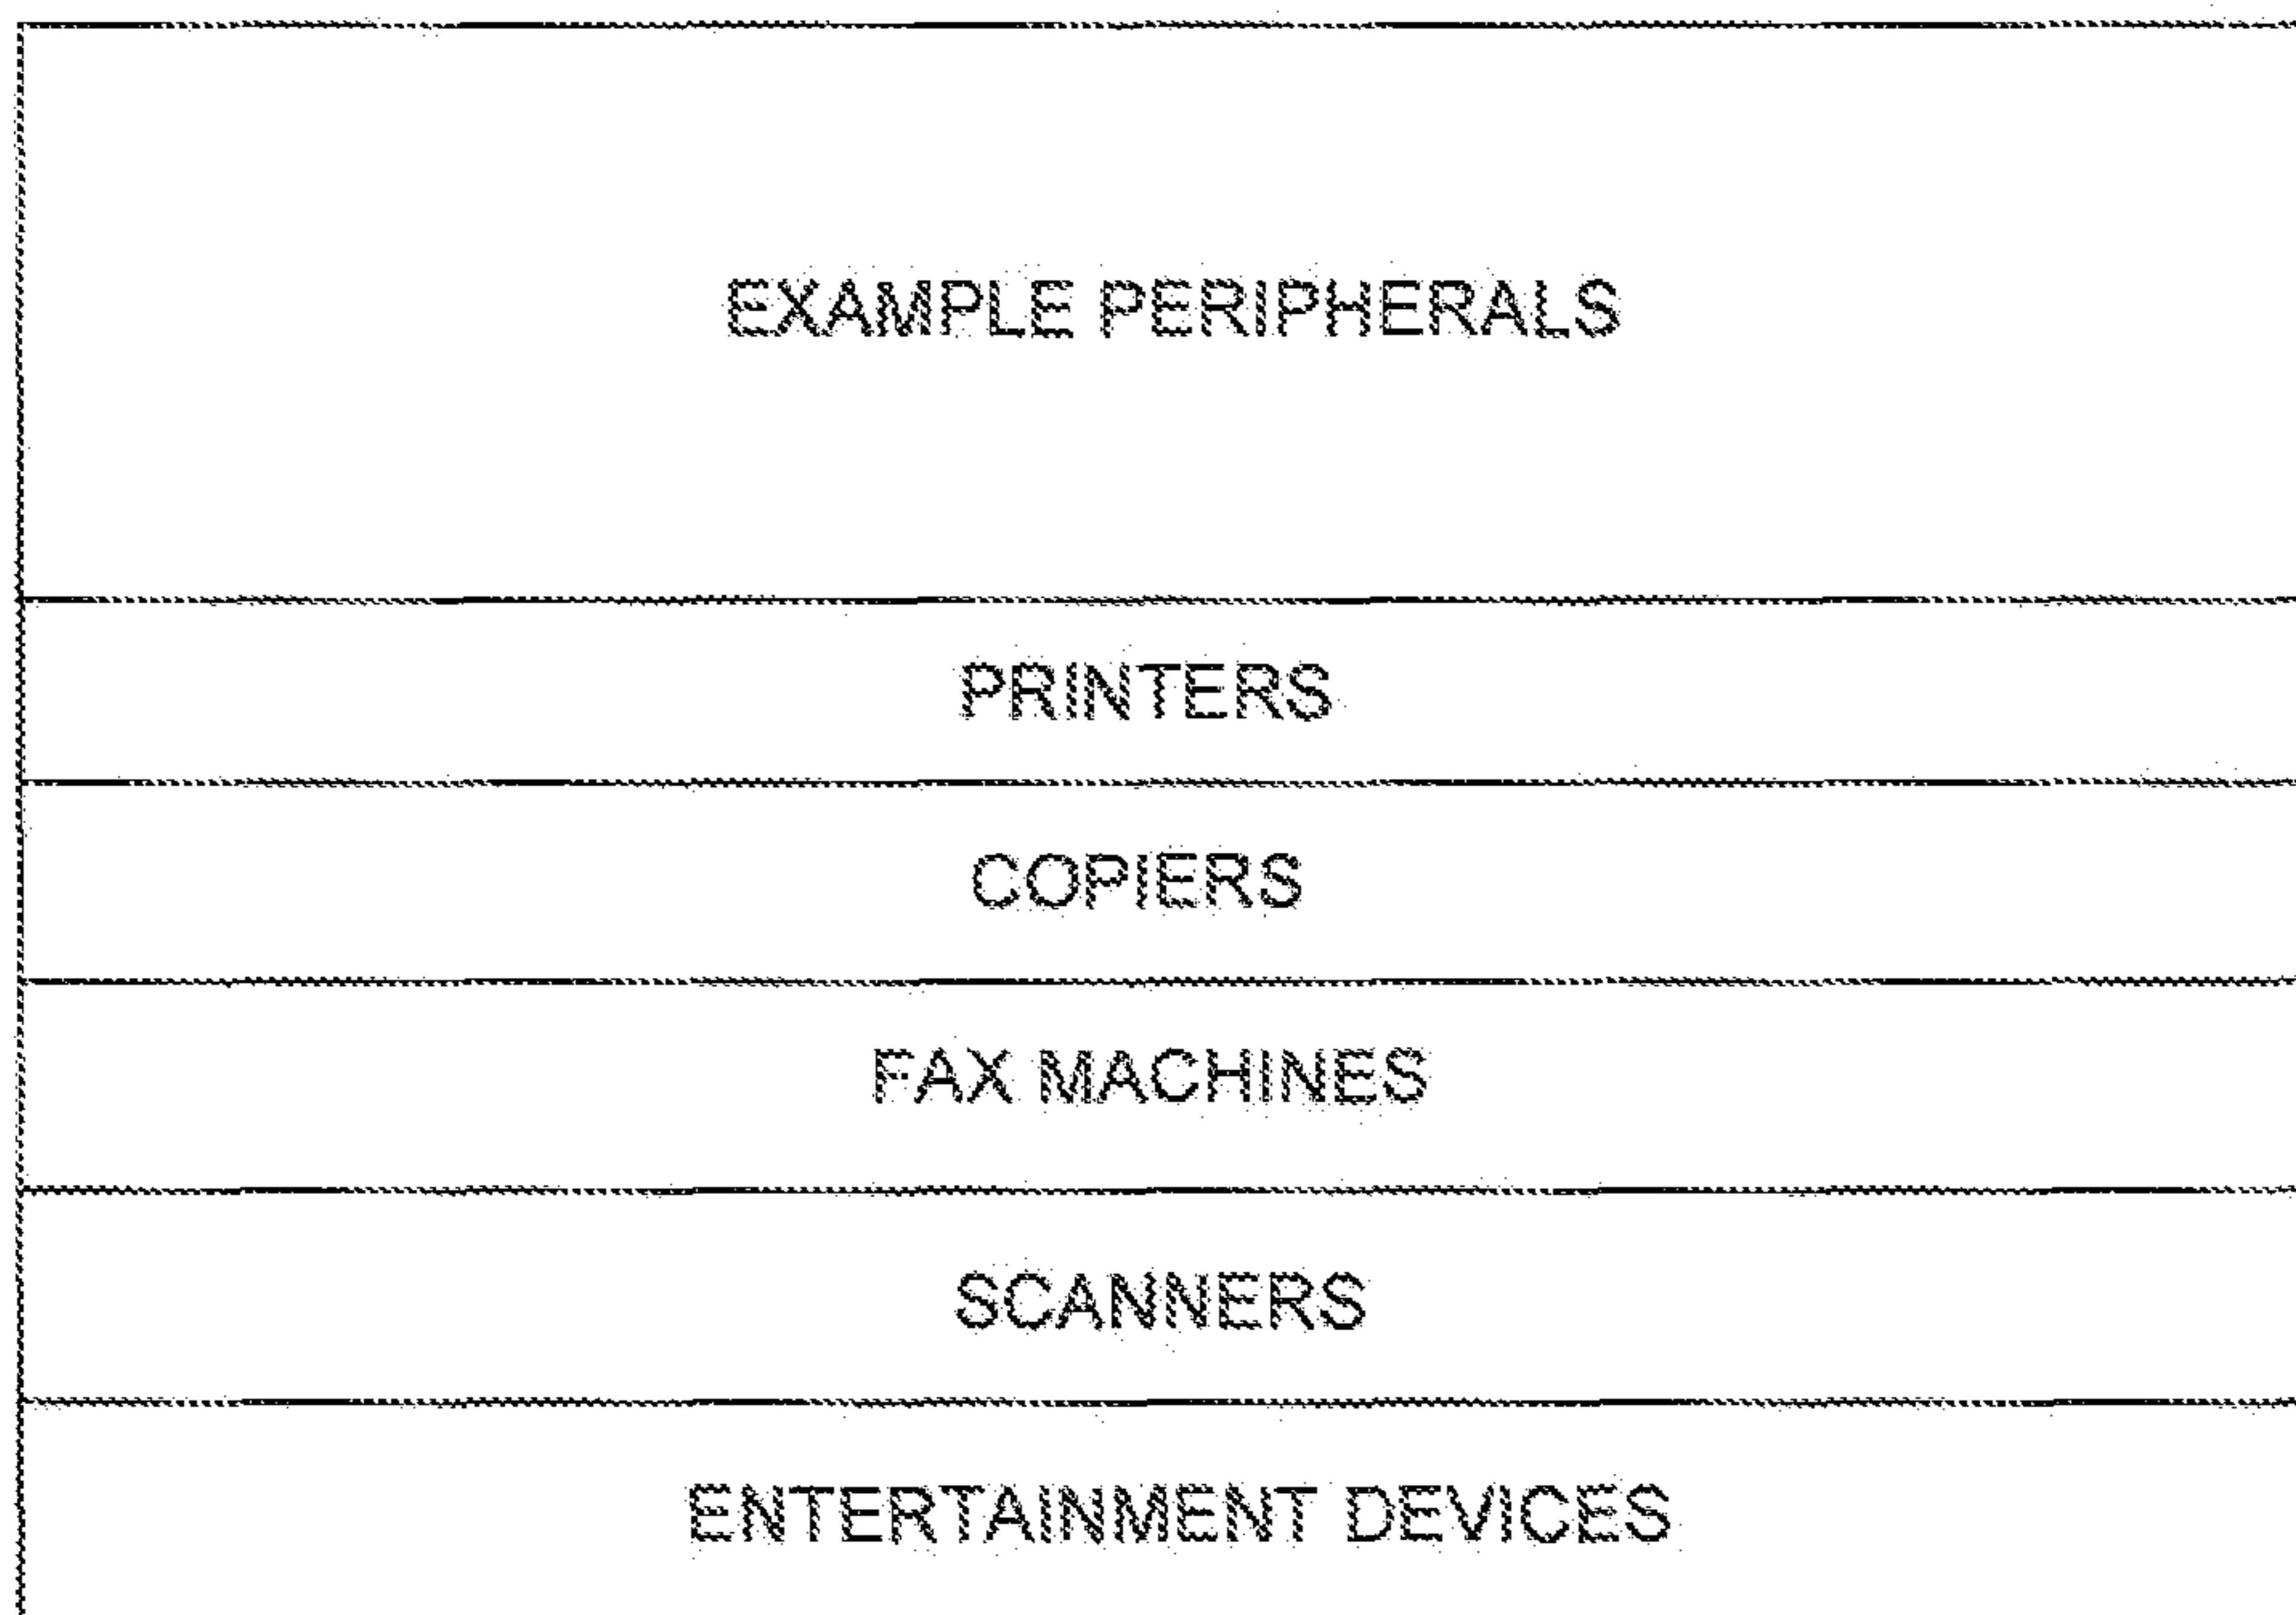 EXAMPLE PERIPHERALS
PRINTERS
COPIERS
FAX MACHINES
SCANNERS
ENTERTAINMENT DEVICES